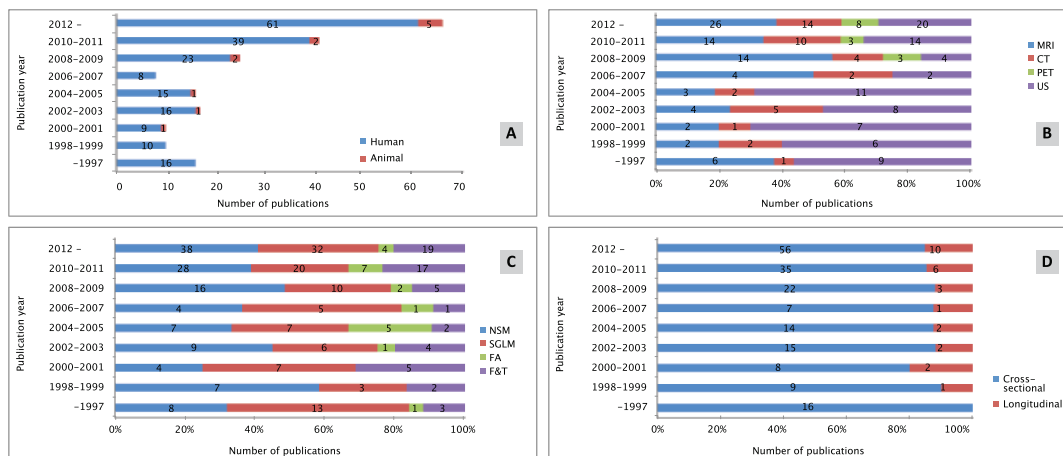 2012 -
61
5
2010-2011
39
2
2008-2009
23
2
2006-2007
8
2004-2005
15
1
2002-2003
16
1
2000-2001
9
1
1998-1999
10
-1997
16
0 10 20 30 40 50 60 70
Number of publications
Publication year
Human
Animal
A
2012 -
26 14 8 20
2010-2011
14 10 3 14
2008-2009
14 4 3 4
2006-2007
4 2 2
2004-2005
3 2 11
2002-2003
4 5 8
2000-2001
2 1 7
1998-1999
2 2 6
-1997
6 1 9
0% 20% 40% 60% 80% 100%
Number of publications
Publication year
MRI
CT
PET
US
B
2012 -
38 32 4 19
2010-2011
28 20 7 17
2008-2009
16 10 2 5
2006-2007
4 5 1 1
2004-2005
7 7 5 2
2002-2003
9 6 1 4
2000-2001
4 7 5
1998-1999
7 3 2
-1997
8 13 1 3
0% 20% 40% 60% 80% 100%
Number of publications
Publication year
NSM
SGLM
FA
F&T
C
2012 -
56 10
2010-2011
35 6
2008-2009
22 3
2006-2007
7 1
2004-2005
14 2
2002-2003
15 2
2000-2001
8 2
1998-1999
9 1
-1997
16
0% 20% 40% 60% 80% 100%
Number of publications
Publication year
Cross-
sectional
Longitudinal
D